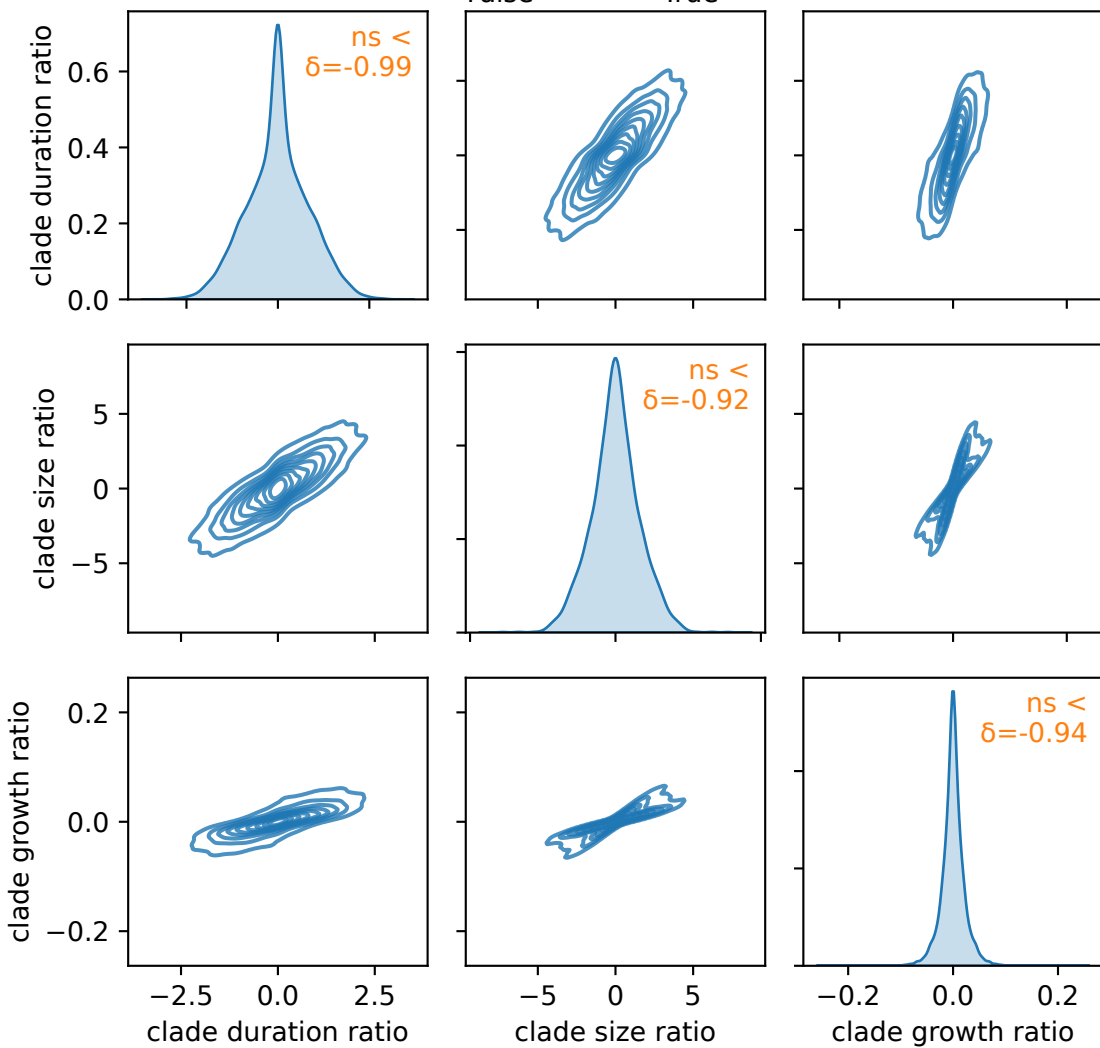 clade duration ratio
0.6
0.4
0.2
0.0
ns <
δ=-0.99
clade size ratio
5
0
−5
ns <
δ=-0.92
clade growth ratio
0.2
0.0
−0.2
ns <
δ=-0.94
−2.5 0.0 2.5
−5 0 5
−0.2 0.0 0.2
clade duration ratio
clade size ratio
clade growth ratio